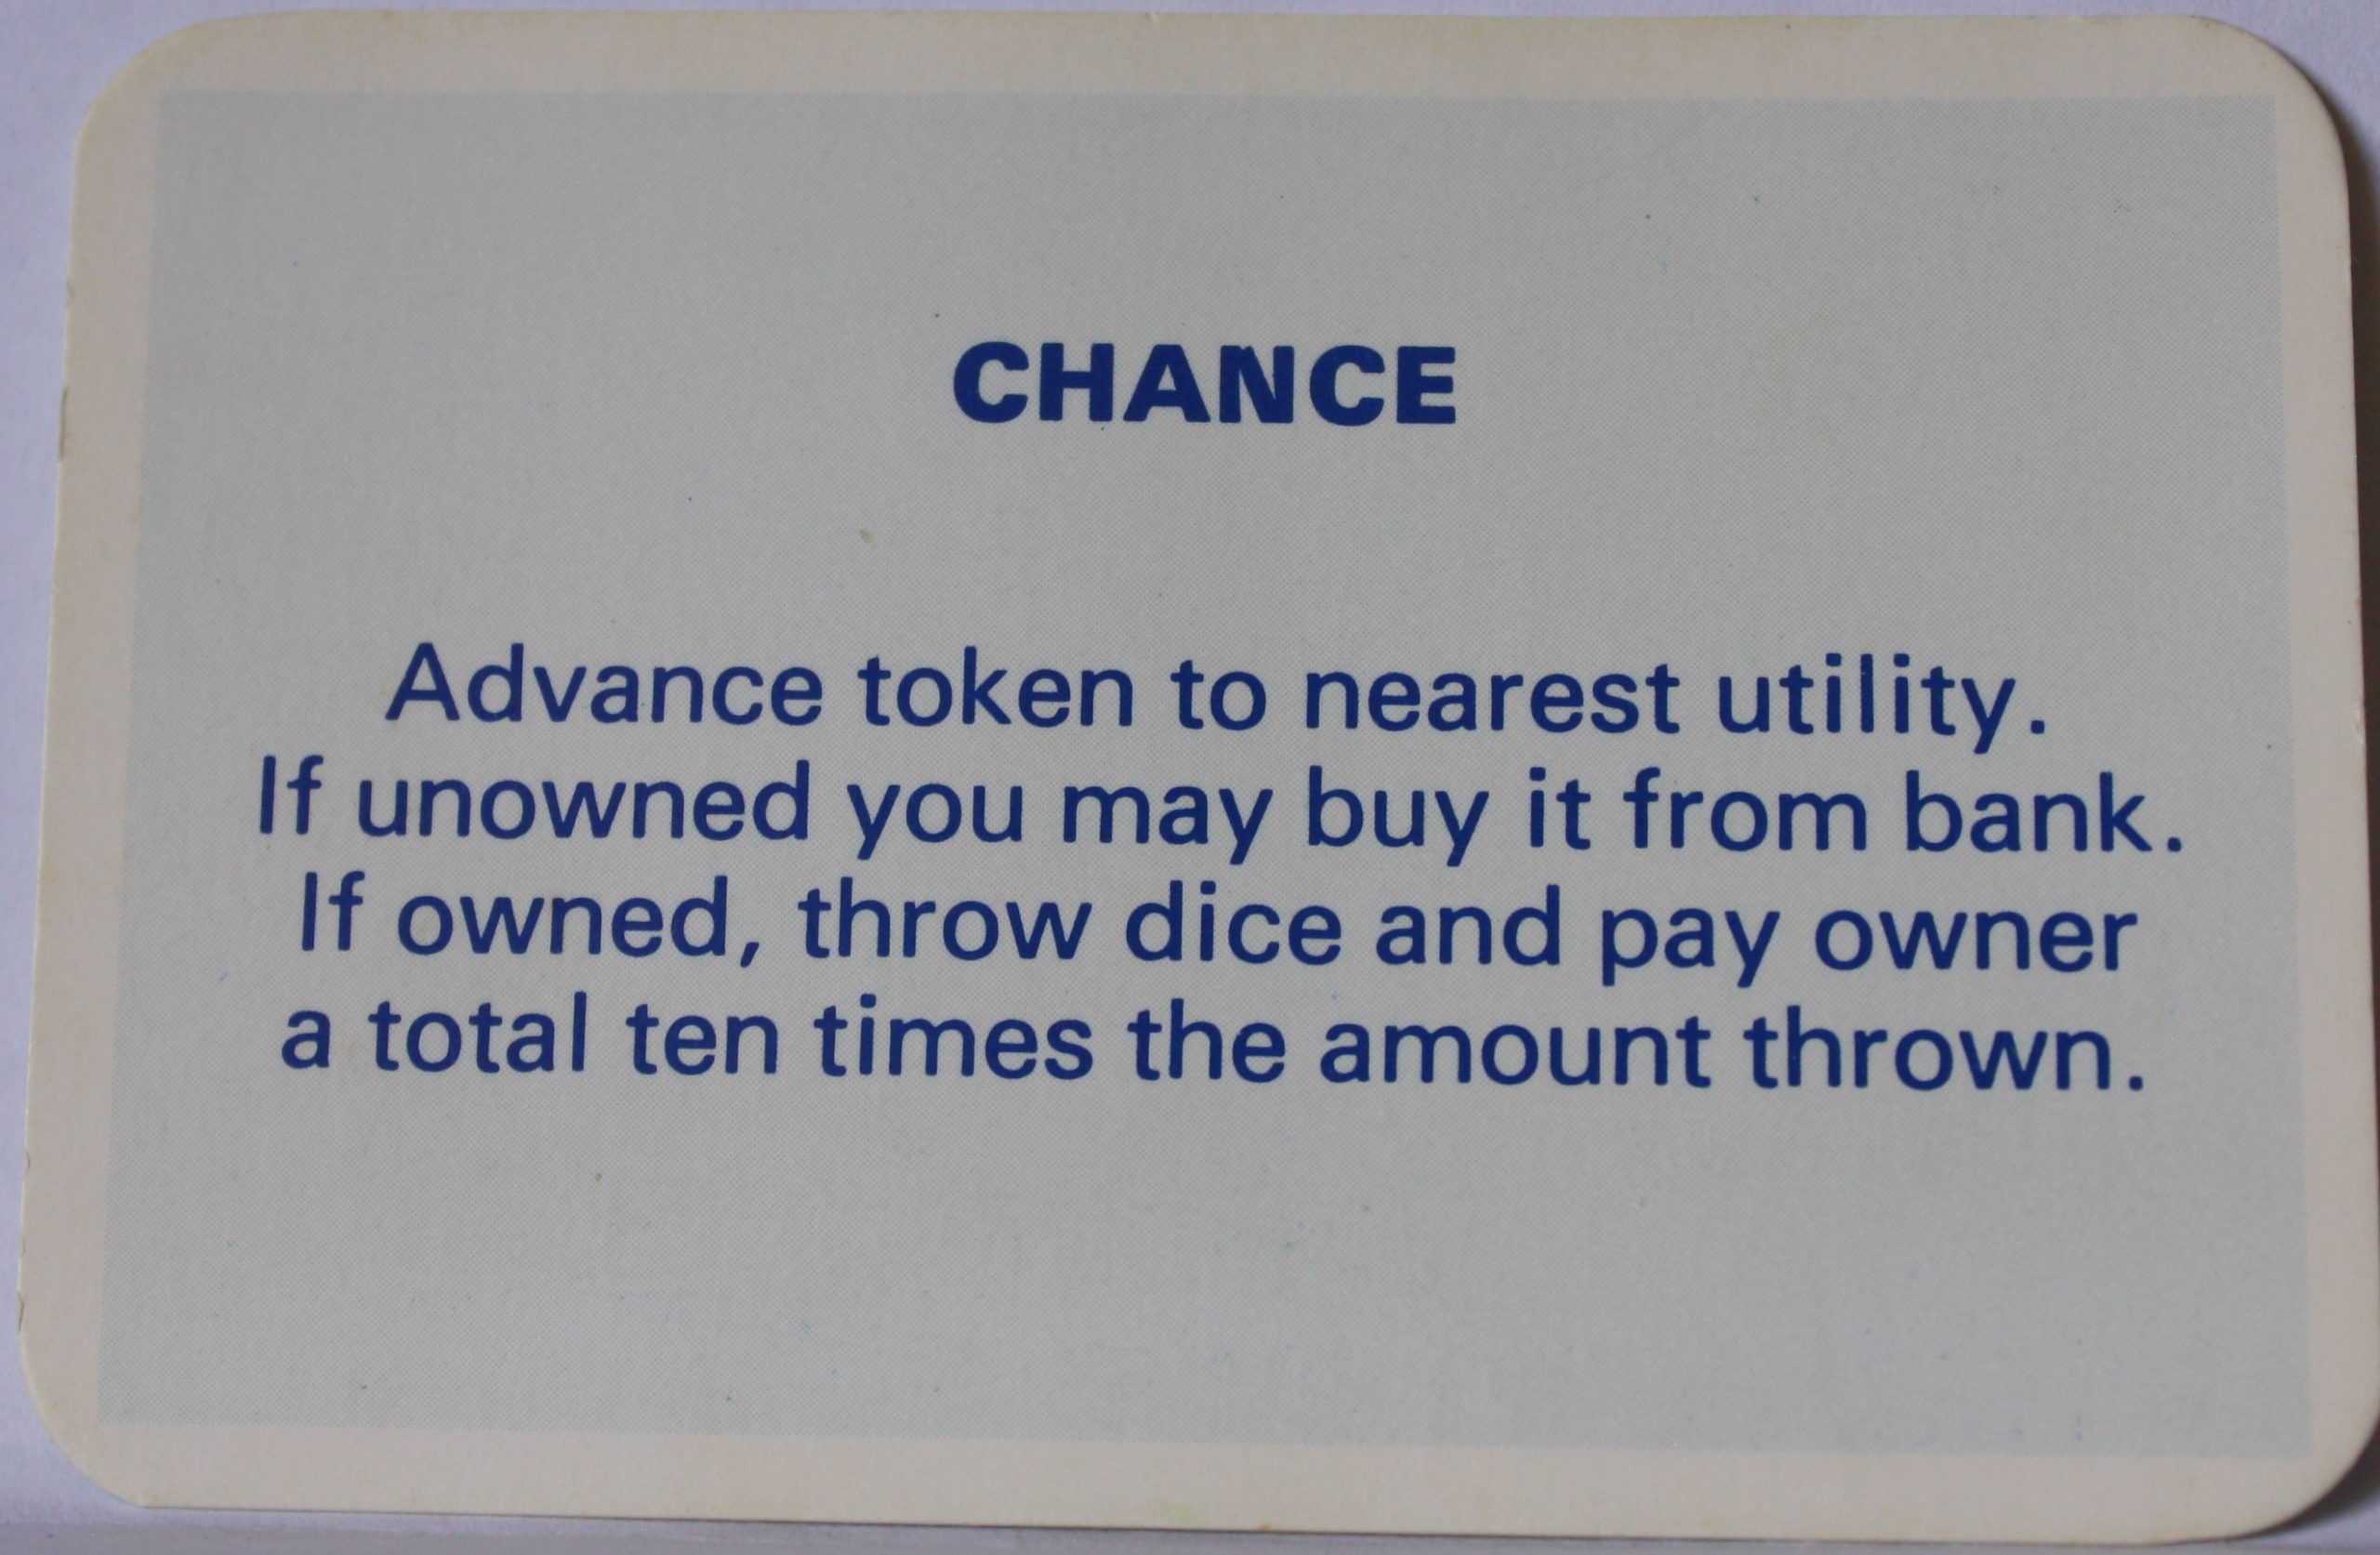 CHANCE
Advance token to nearest utility.
If unowned you may buy it from bank.
If owned, throw dice and pay owner
a total ten times the amount thrown.